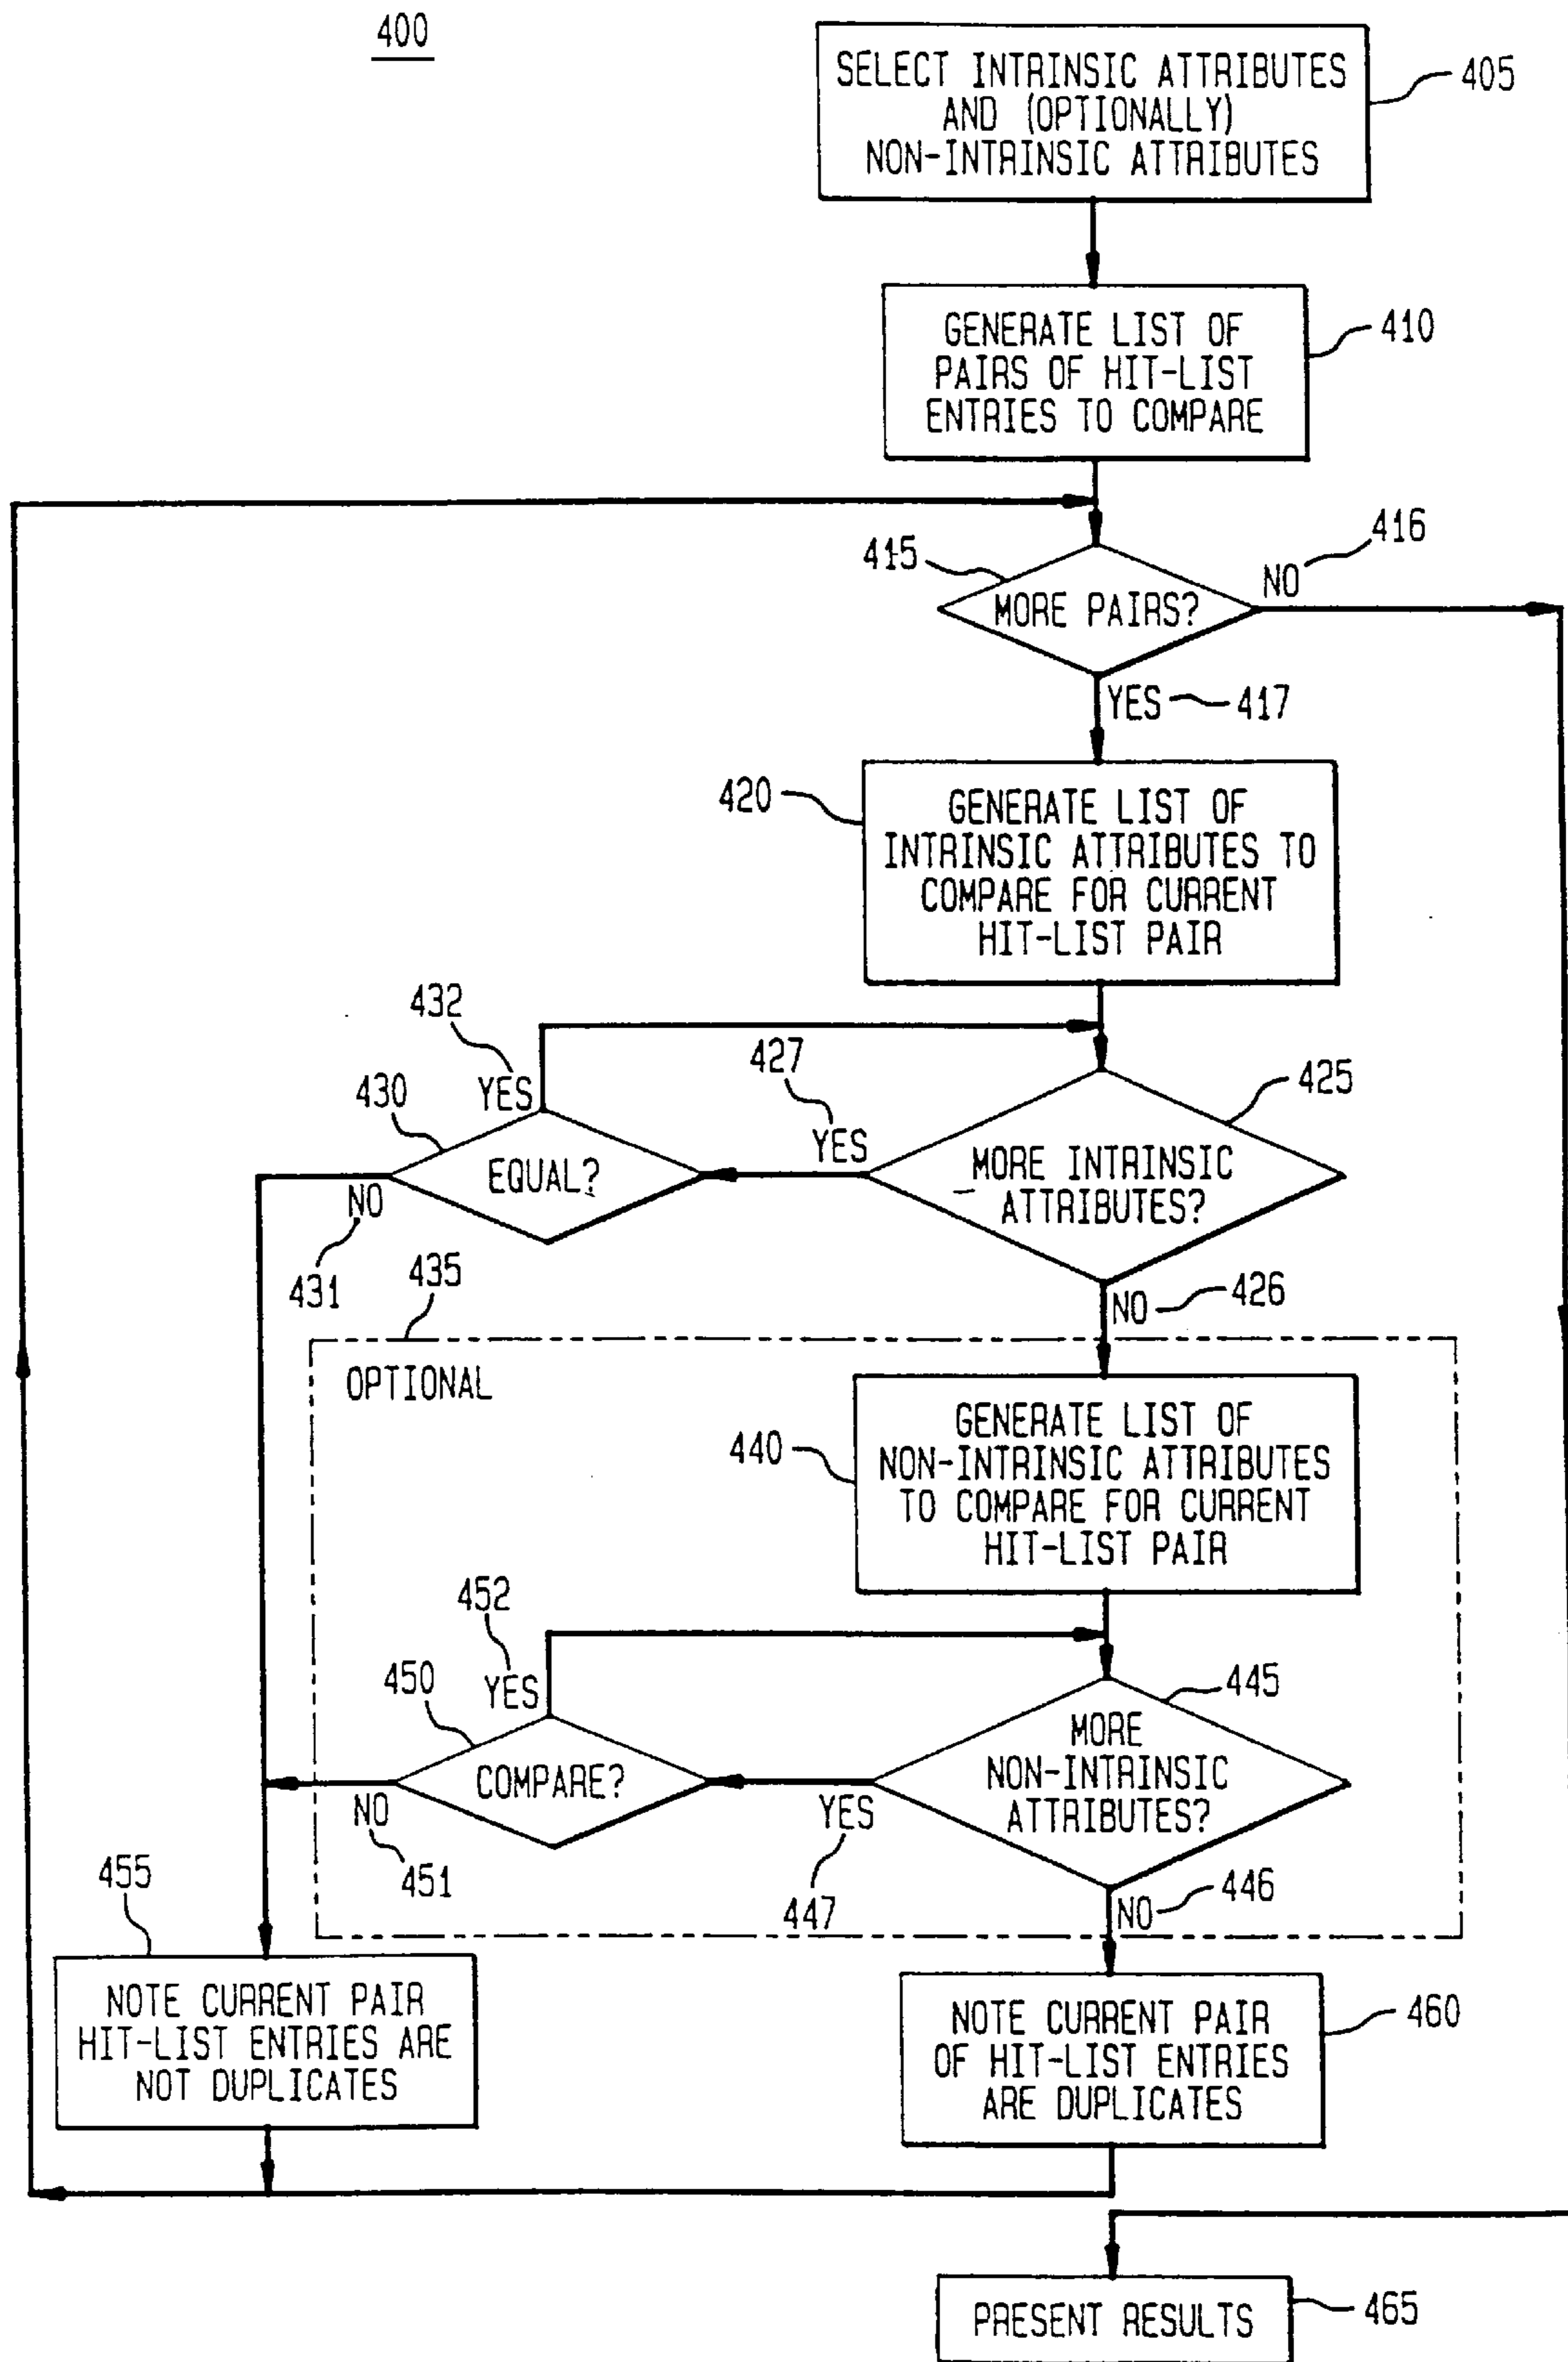 400
SELECT INTRINSIC ATTRIBUTES
AND (OPTIONALLY)
NON-INTRINSIC ATTRIBUTES
405
GENERATE LIST OF
PAIRS OF HIT-LIST
ENTRIES TO COMPARE
410
415
MORE PAIRS?
NO
416
YES
417
420
GENERATE LIST OF
INTRINSIC ATTRIBUTES TO
COMPARE FOR CURRENT
HIT-LIST PAIR
432
YES
427
YES
425
430
EQUAL?
MORE INTRINSIC
ATTRIBUTES?
NO
431
435
NO
426
OPTIONAL
440
GENERATE LIST OF
NON-INTRINSIC ATTRIBUTES
TO COMPARE FOR CURRENT
HIT-LIST PAIR
452
YES
450
445
COMPARE?
MORE
NON-INTRINSIC
ATTRIBUTES?
NO
451
YES
447
NO
446
455
NOTE CURRENT PAIR
HIT-LIST ENTRIES ARE
NOT DUPLICATES
NOTE CURRENT PAIR
OF HIT-LIST ENTRIES
ARE DUPLICATES
460
PRESENT RESULTS
465